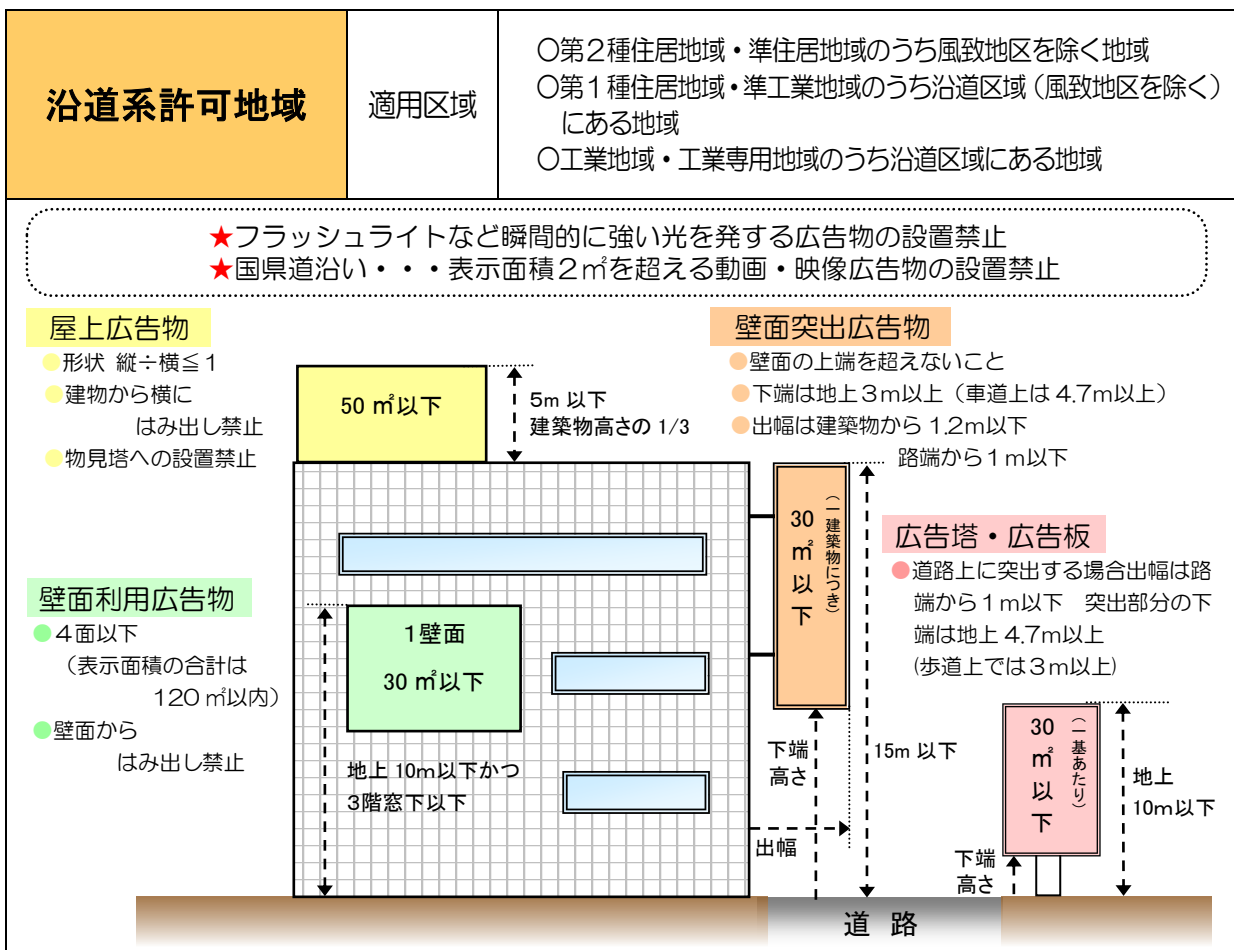 沿道系許可地域
適用区域
○第2種住居地域・準住居地域のうち風致地区を除く地域
○第1種住居地域・準工業地域のうち沿道区域（風致地区を除く）
にある地域
○工業地域・工業専用地域のうち沿道区域にある地域
★フラッシュライトなど瞬間的に強い光を発する広告物の設置禁止
★国県道沿い・・・表示面積2㎡を超える動画・映像広告物の設置禁止
屋上広告物
●形状 縦÷横≦1
●建物から横に
はみ出し禁止
●物見塔への設置禁止
50 ㎡以下
5m 以下
建築物高さの 1/3
壁面突出広告物
●壁面の上端を超えないこと
●下端は地上3m以上（車道上は 4.7m以上）
●出幅は建築物から 1.2m以下
路端から1m以下
30㎡以下
（一建築物につき）
広告塔・広告板
●道路上に突出する場合出幅は路
端から1m以下 突出部分の下
端は地上 4.7m以上
(歩道上では3m以上)
壁面利用広告物
●4面以下
（表示面積の合計は
120 ㎡以内）
●壁面から
はみ出し禁止
1壁面
30 ㎡以下
地上 10m以下かつ
3階窓下以下
下端
高さ
15m 以下
出幅
30㎡以下
（一基あたり）
地上
10m以下
下端
高さ
道 路